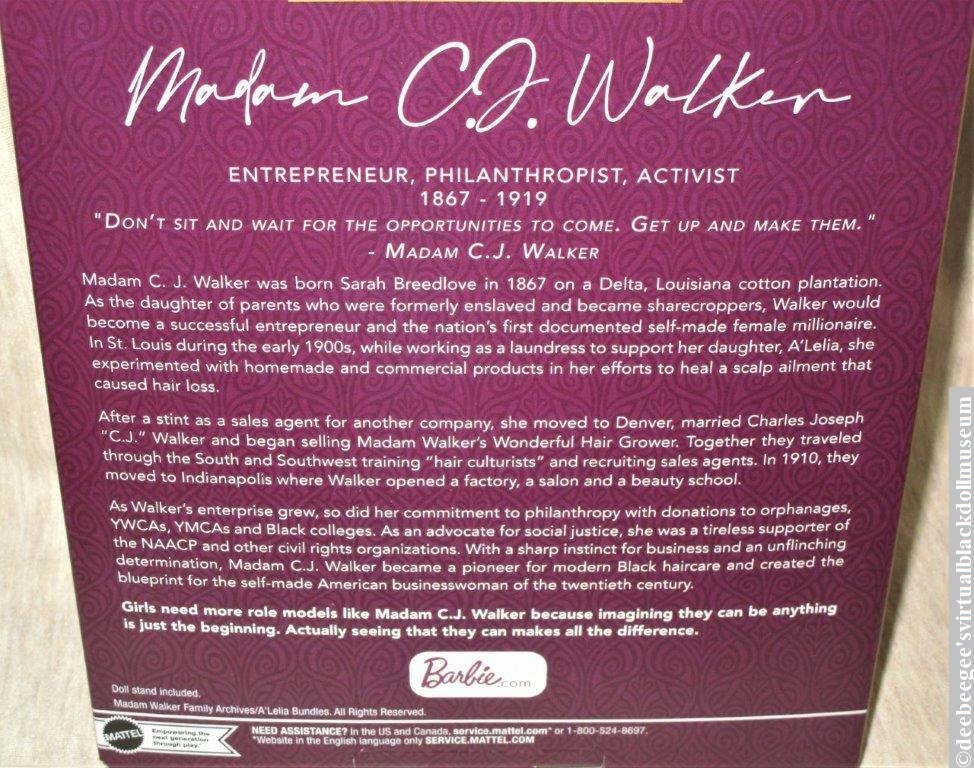 Madam C.J. Walker
ENTREPRENEUR, PHILANTHROPIST, ACTIVIST
1867 - 1919
"DON'T SIT AND WAIT FOR THE OPPORTUNITIES TO COME. GET UP AND MAKE THEM."
- MADAM C.J. WALKER
Madam C. J. Walker was born Sarah Breedlove in 1867 on a Delta, Louisiana cotton plantation.
As the daughter of parents who were formerly enslaved and became sharecroppers, Walker would
become a successful entrepreneur and the nation's first documented self-made female millionaire.
In St. Louis during the early 1900s, while working as a laundress to support her daughter, A'Lelia, she
experimented with homemade and commercial products in her efforts to heal a scalp ailment that
caused hair loss.
After a stint as a sales agent for another company, she moved to Denver, married Charles Joseph
"C.J." Walker and began selling Madam Walker's Wonderful Hair Grower. Together they traveled
through the South and Southwest training "hair culturists" and recruiting sales agents. In 1910, they
moved to Indianapolis where Walker opened a factory, a salon and a beauty school.
As Walker's enterprise grew, so did her commitment to philanthropy with donations to orphanages,
YWCAs, YMCAs and Black colleges. As an advocate for social justice, she was a tireless supporter of
the NAACP and other civil rights organizations. With a sharp instinct for business and an unflinching
determination, Madam C.J. Walker became a pioneer for modern Black haircare and created the
blueprint for the self-made American businesswoman of the twentieth century.
Girls need more role models like Madam C.J. Walker because imagining they can be anything
is just the beginning. Actually seeing that they can makes all the difference.
Barbie.com
Doll stand included.
Madam Walker Family Archives/A'Lelia Bundles. All Rights Reserved.
MATTEL
Empowering the
next generation
through play.
NEED ASSISTANCE? In the US and Canada, service.mattel.com* or 1-800-524-8697.
*Website in the English language only SERVICE.MATTEL.COM
©deebeegee'svirtualblackdollmuseum